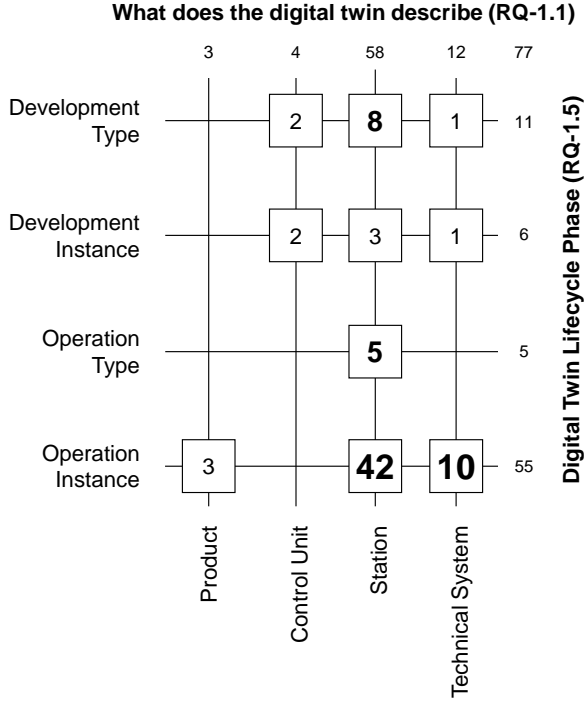 What does the digital twin describe (RQ-1.1)
3 4 58 12 77
Development
Type
2 8 1 11
Development
Instance
2 3 1 6
Operation
Type
5 5
Operation
Instance
3 42 10 55
Product
Control Unit
Station
Technical System
Digital Twin Lifecycle Phase (RQ-1.5)